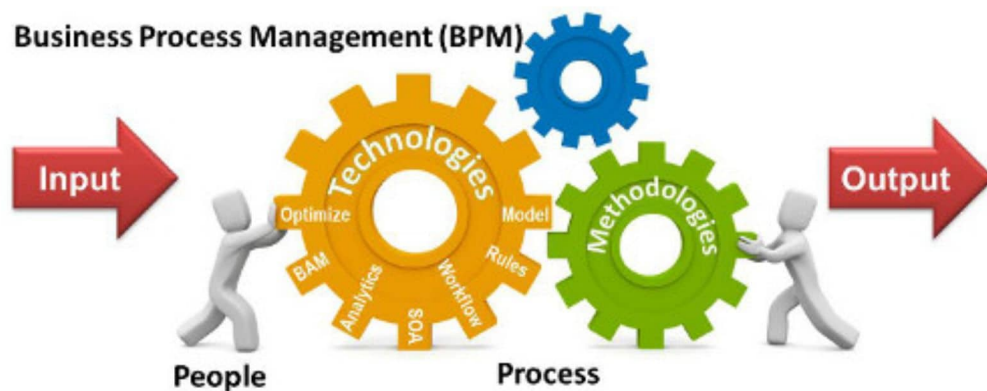 Business Process Management (BPM)
Input
Technologies
Optimize
BAM
Analytics
SOA
Workflow
Rules
Model
Methodologies
Output
People
Process